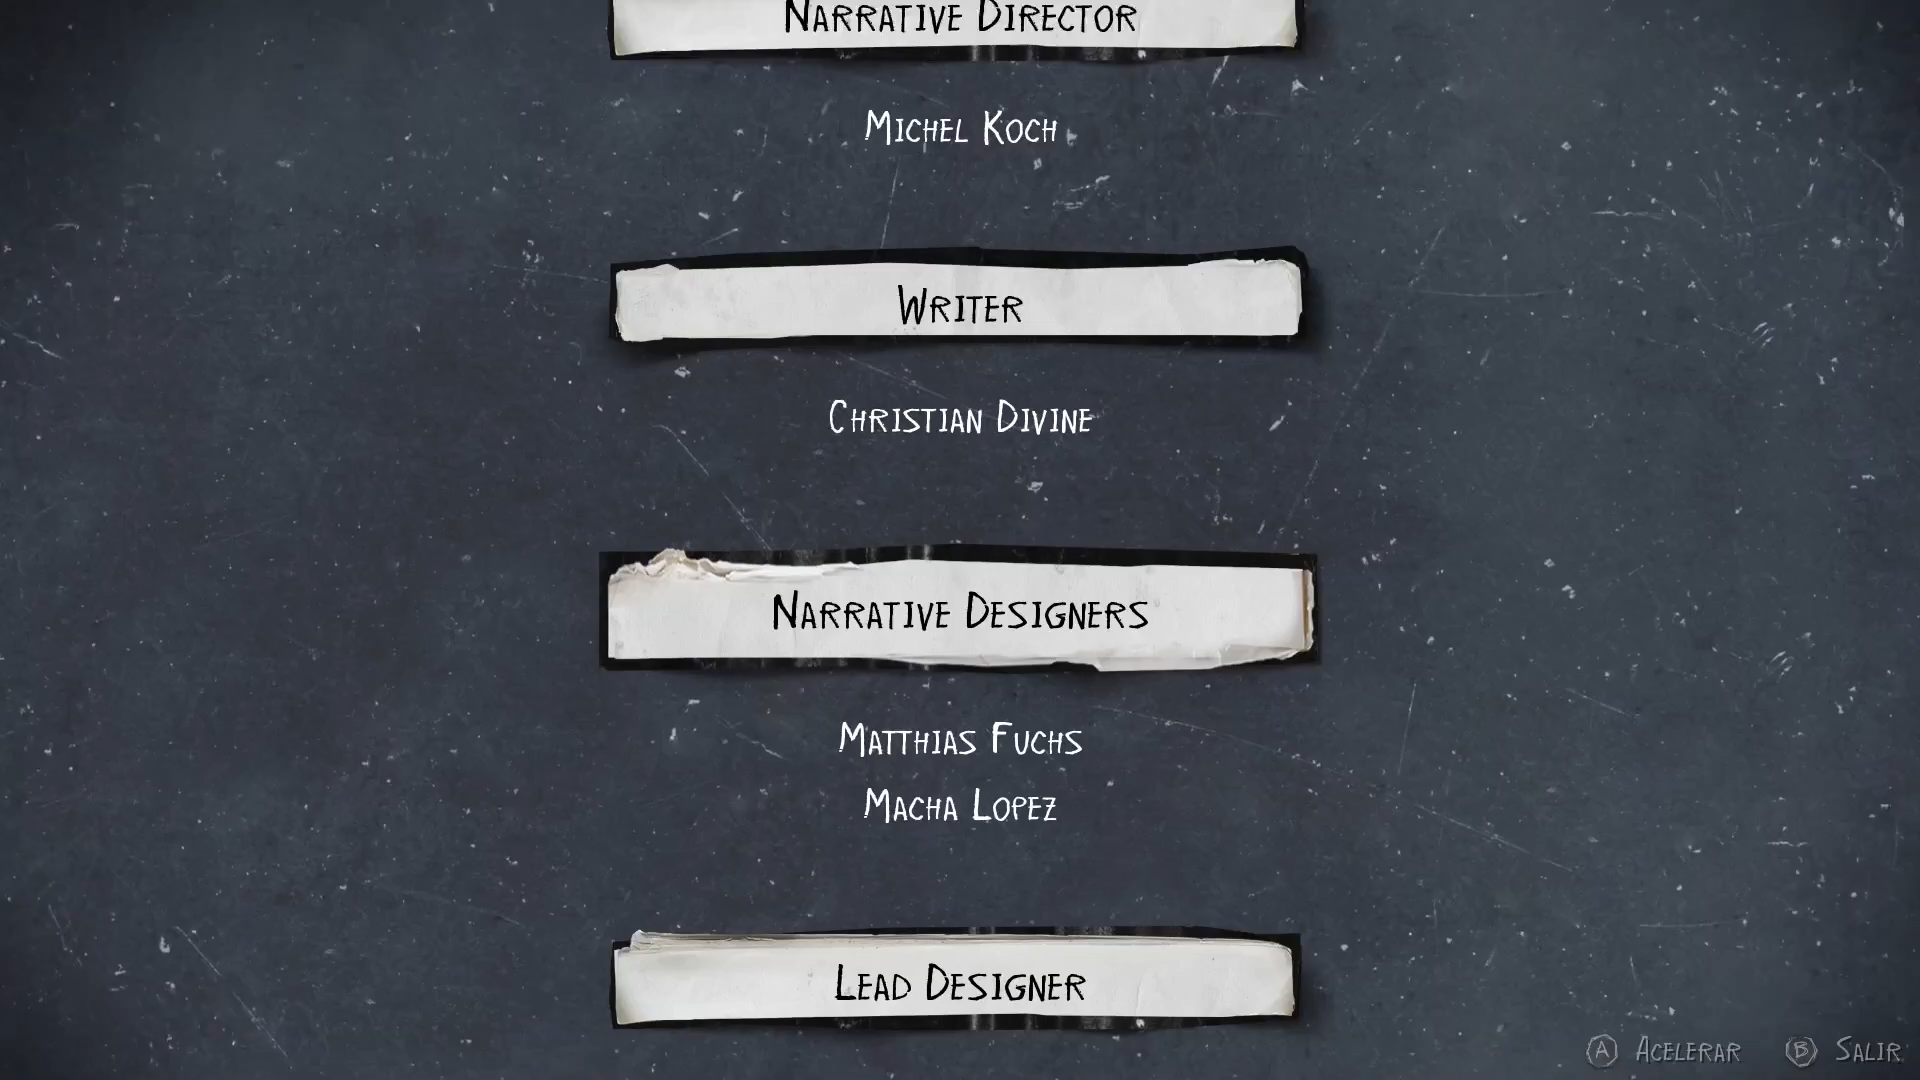 Narrative Director
Michel Koch
Writer
Christian Divine
Narrative Designers
Matthias Fuchs
Macha Lopez
Lead Designer
A Acelerar B Salir